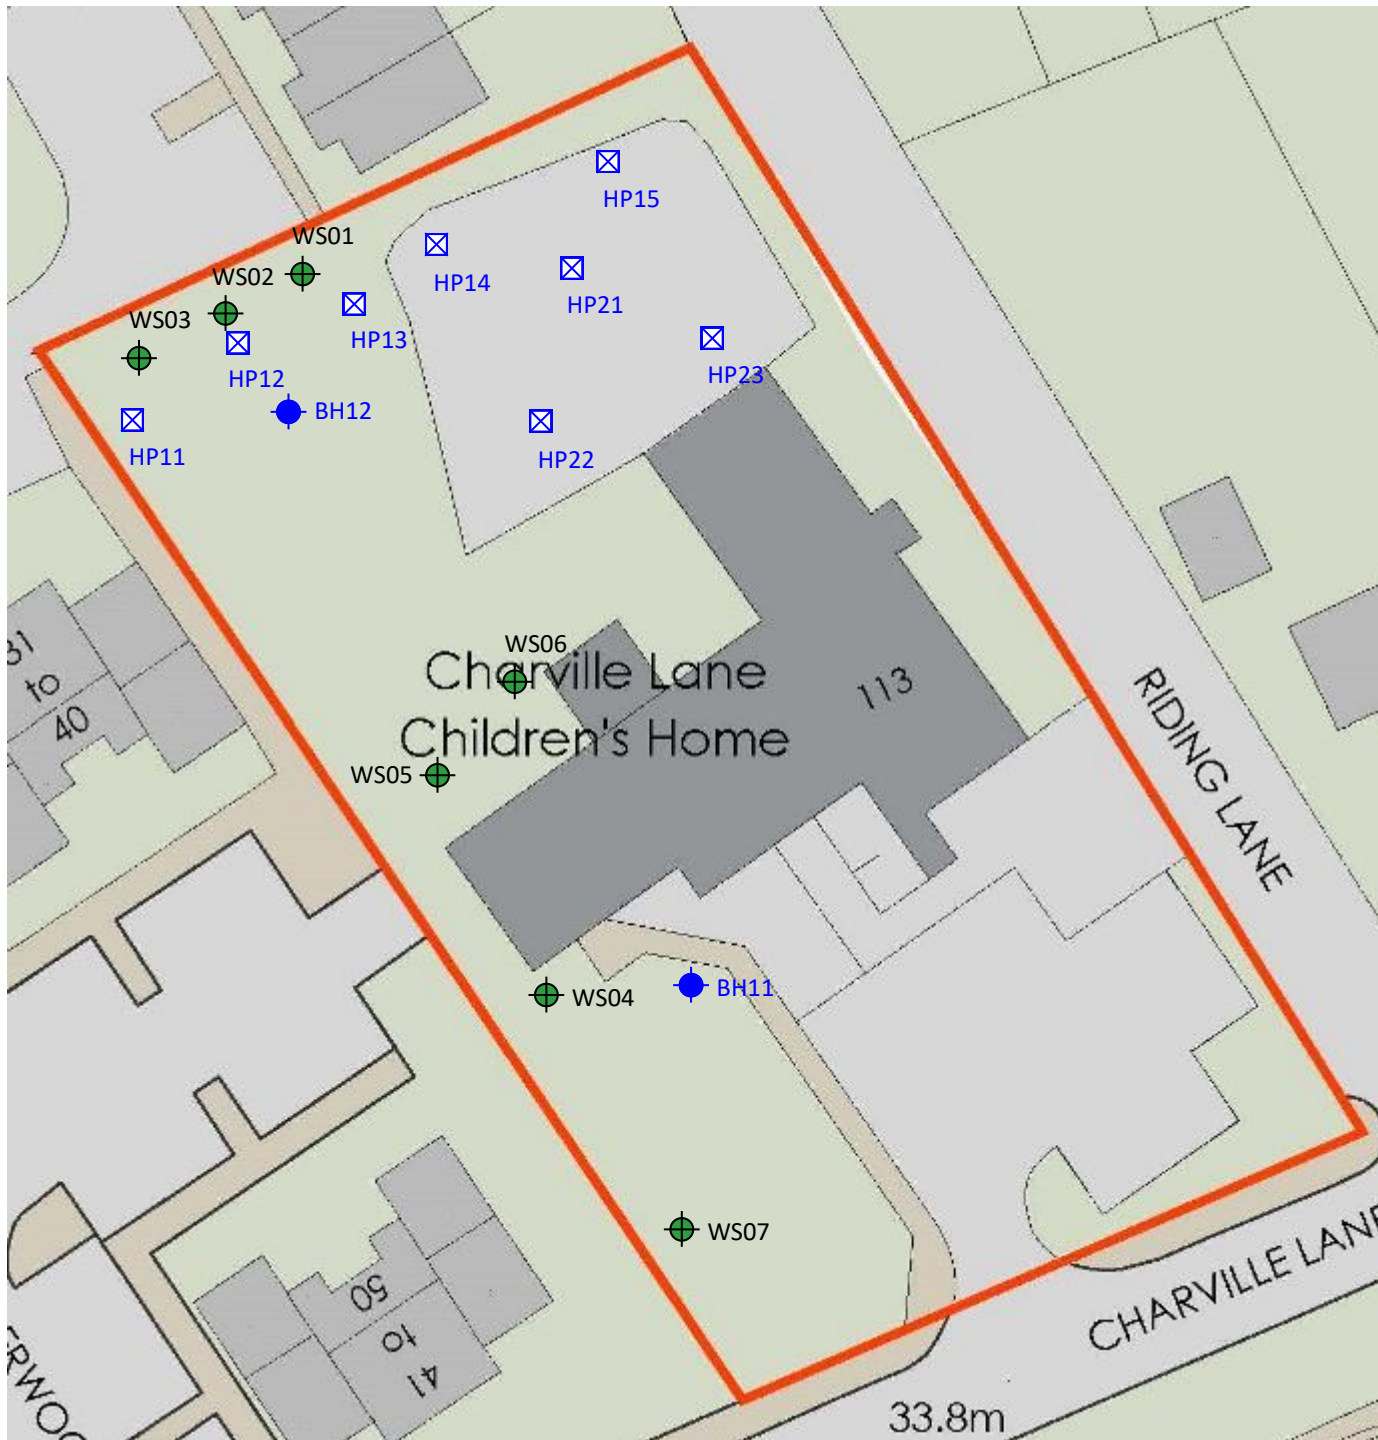 HP15
WS01
HP14
WS02
HP21
WS03
HP13
HP12
HP23
BH12
HP11
HP22
31
to
40
WS06
Charville Lane
Children's Home
113
WS05
RIDING LANE
WS04
BH11
WS07
50
to
41
CHARVILLE LANE
33.8m